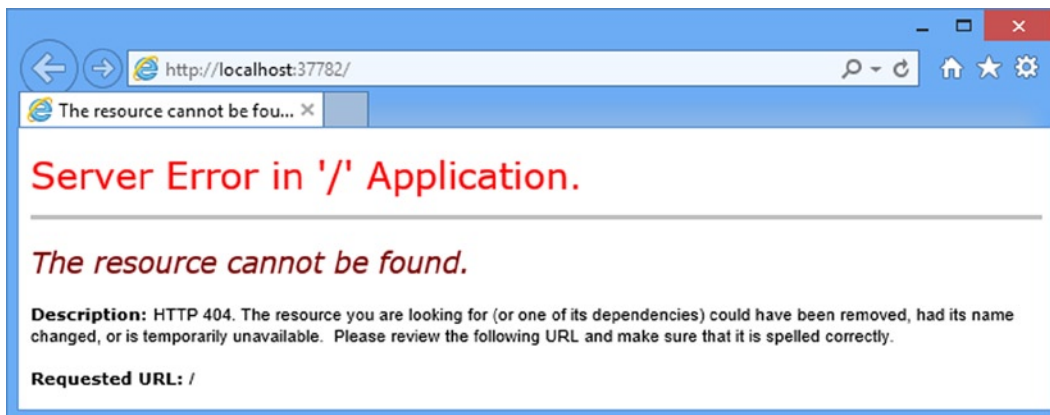 http://localhost:37782/
The resource cannot be fou...
Server Error in '/' Application.
The resource cannot be found.
Description: HTTP 404. The resource you are looking for (or one of its dependencies) could have been removed, had its name
changed, or is temporarily unavailable.  Please review the following URL and make sure that it is spelled correctly.
Requested URL: /